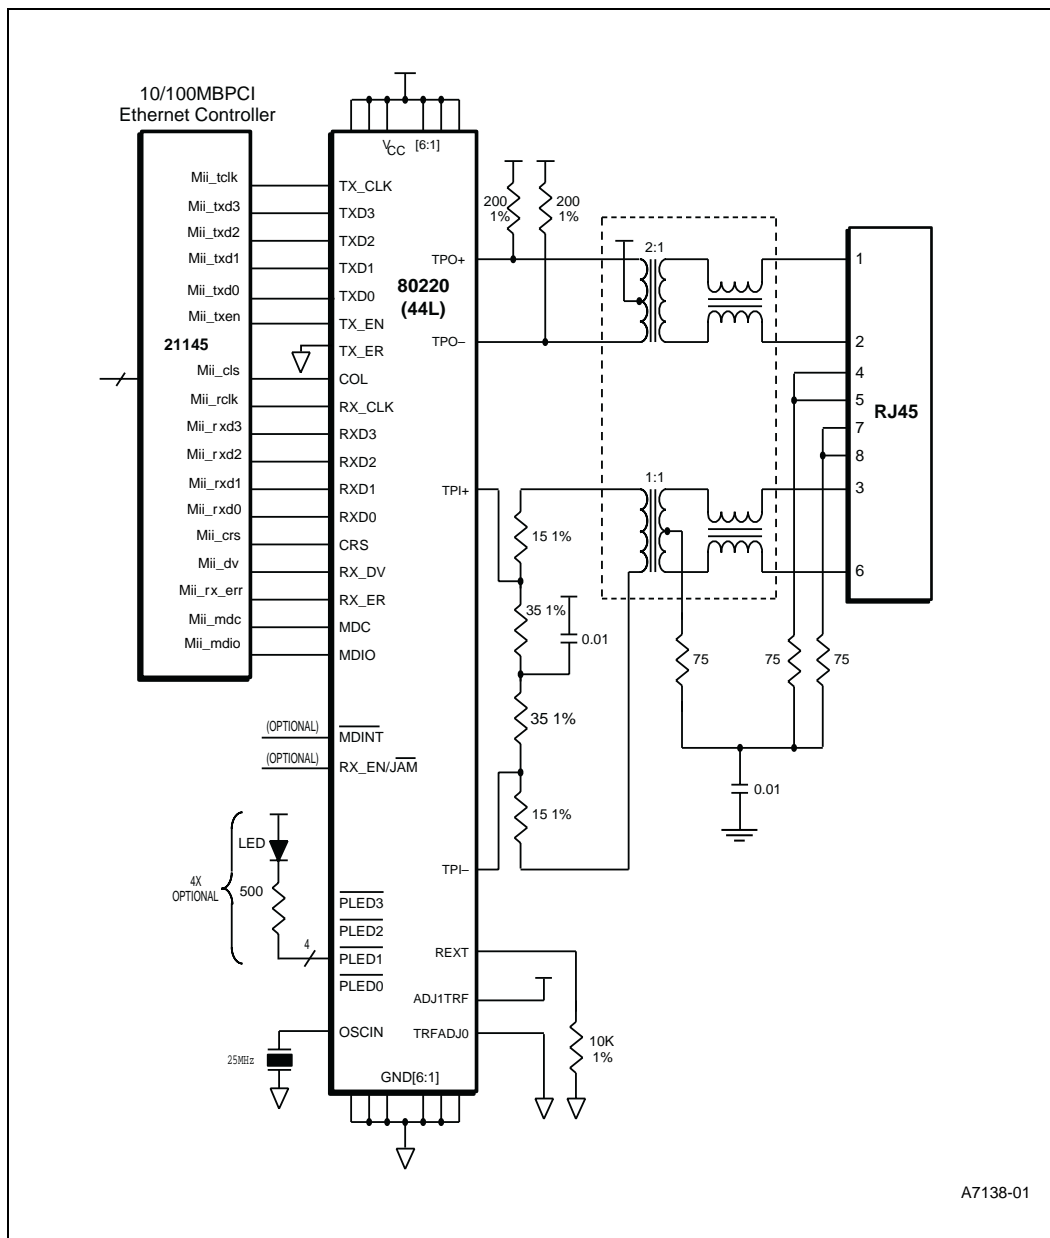 10/100MBPCI
Ethernet Controller
VCC [6:1]
Mii_tclk
Mii_txd3
Mii_txd2
Mii_txd1
Mii_txd0
Mii_txen
21145
Mii_cls
Mii_rclk
Mii_rxd3
Mii_rxd2
Mii_rxd1
Mii_rxd0
Mii_crs
Mii_dv
Mii_rx_err
Mii_mdc
Mii_mdio
TX_CLK
TXD3
TXD2
TXD1
TXD0
TX_EN
TX_ER
COL
RX_CLK
RXD3
RXD2
RXD1
RXD0
CRS
RX_DV
RX_ER
MDC
MDIO
80220
(44L)
TPO+
TPO–
TPI+
TPI–
200
1%
200
1%
2:1
1:1
15 1%
35 1%
0.01
35 1%
15 1%
1
2
4
5
7
8
3
6
RJ45
75
75
75
0.01
(OPTIONAL)
MDINT
(OPTIONAL)
RX_EN/JAM
LED
4X
OPTIONAL
500
4
PLED3
PLED2
PLED1
PLED0
OSCIN
25MHz
REXT
ADJ1TRF
TRFADJ0
10K
1%
GND[6:1]
A7138-01